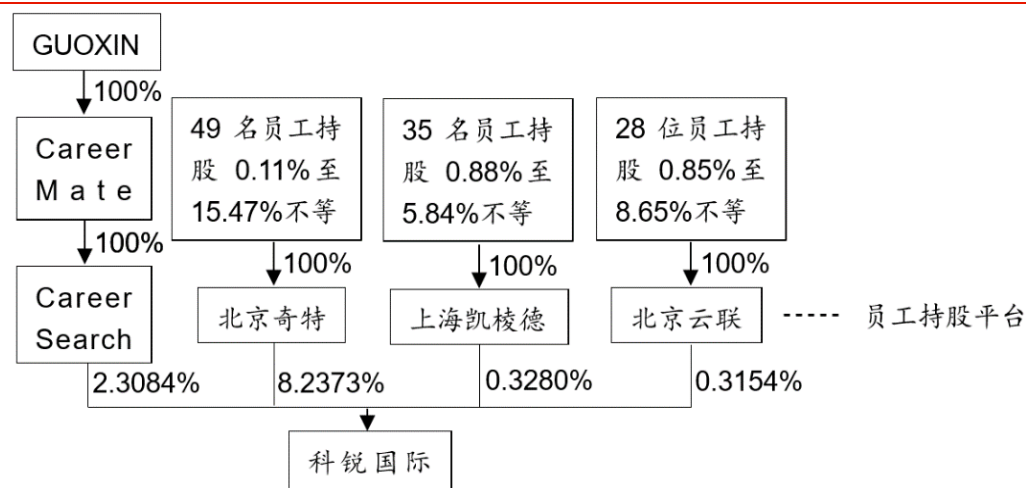 GUOXIN
100%
Career
Mate
100%
Career
Search
2.3084%
49 名员工持
股 0.11%至
15.47%不等
100%
北京奇特
8.2373%
35 名员工持
股 0.88%至
5.84%不等
100%
上海凯棱德
0.3280%
28 位员工持
股 0.85%至
8.65%不等
100%
北京云联
0.3154%
员工持股平台
科锐国际